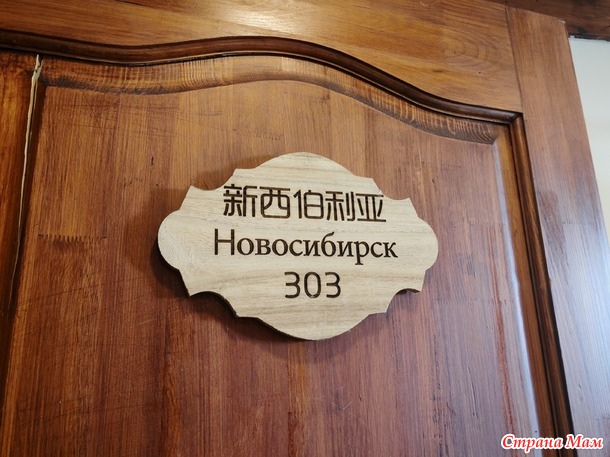 新西伯利亚
Новосибирск
303
Страна Мам